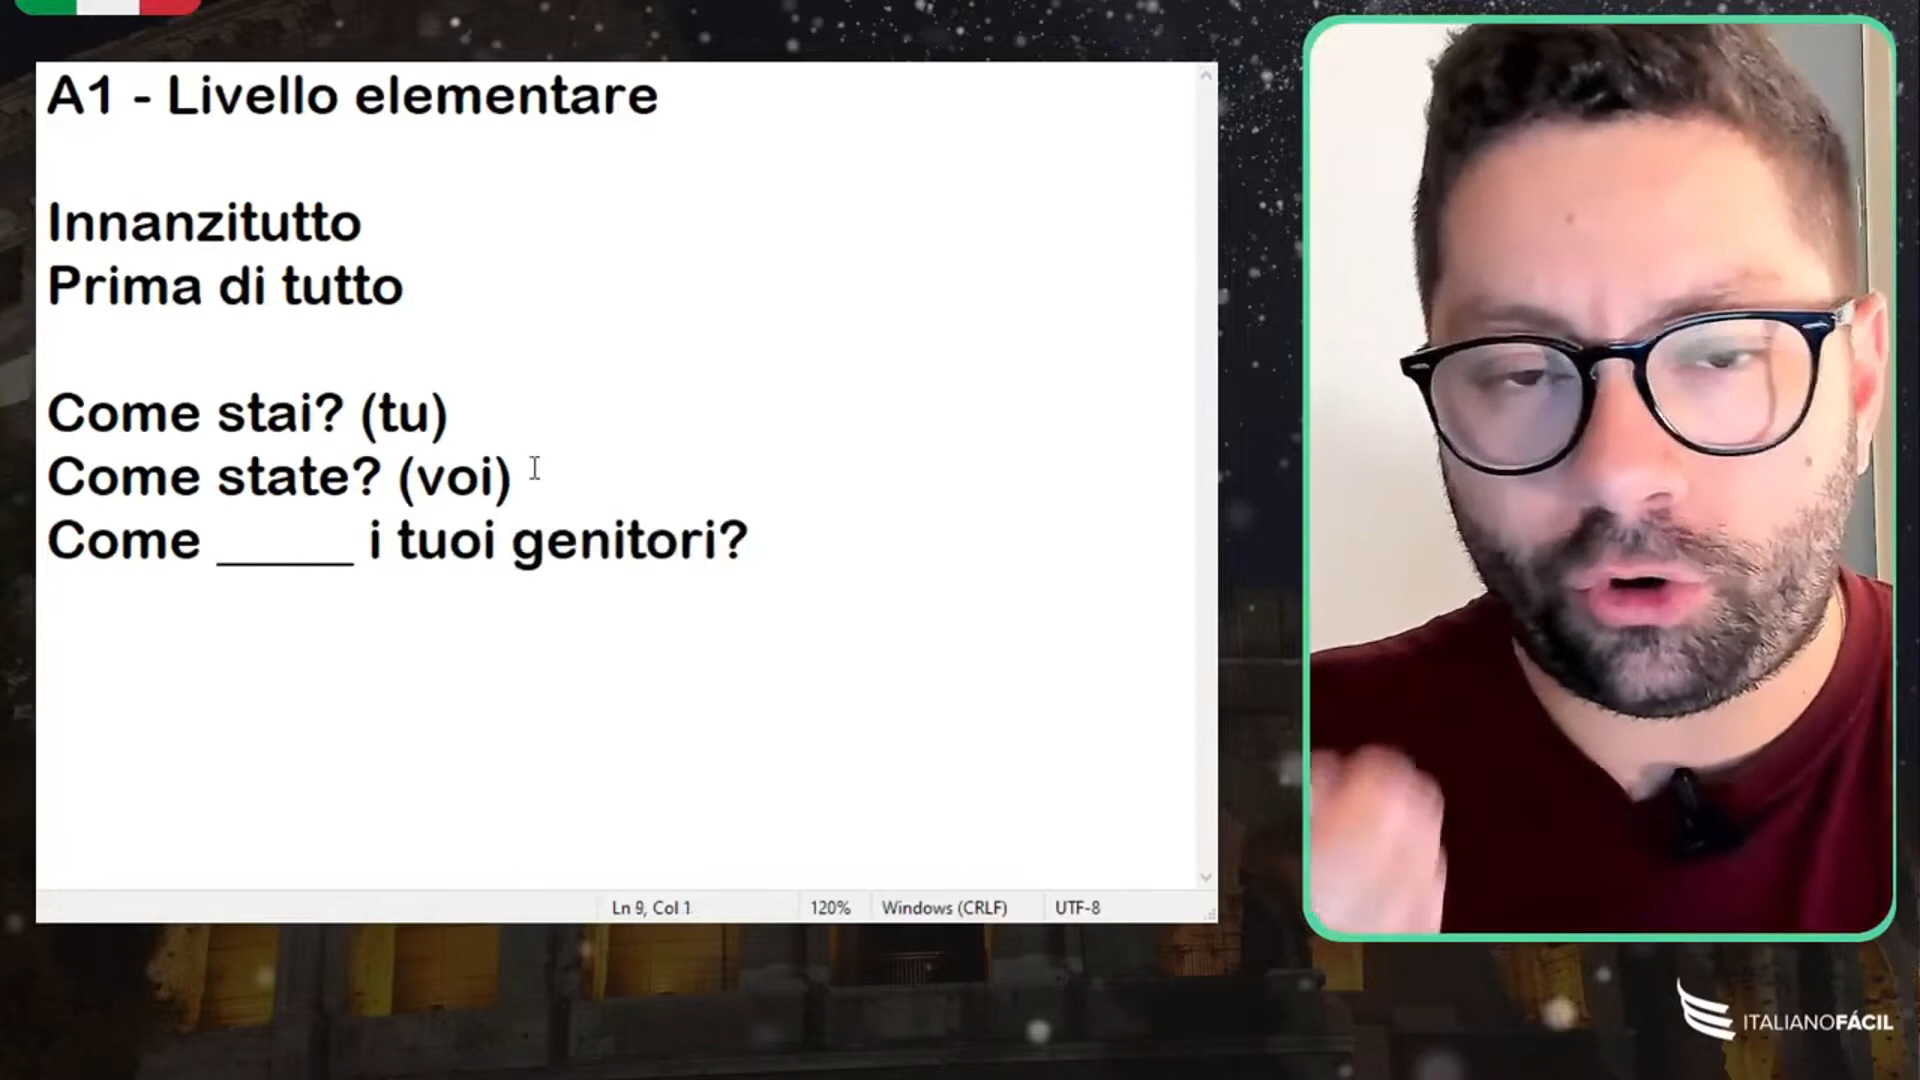 A1 - Livello elementare
Innanzitutto
Prima di tutto
Come stai? (tu)
Come state? (voi)
Come ______ i tuoi genitori?
Ln 9, Col 1
120%
Windows (CRLF)
UTF-8
ITALIANOFÁCIL